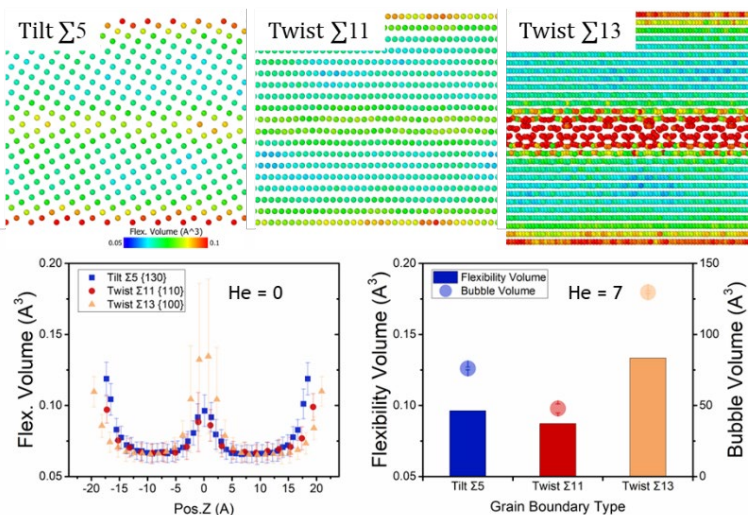 Tilt ∑5
Twist ∑11
Twist ∑13
Flex. Volume (A^3)
0.05
0.1
Flex. Volume (A³)
0.20
0.15
0.10
0.05
Tilt Σ5 {130}
Twist Σ11 {110}
Twist Σ13 {100}
He = 0
-20 -15 -10 -5 0 5 10 15 20
Pos.Z (A)
Flexibility Volume (A³)
0.20
0.15
0.10
0.05
Flexibility Volume
Bubble Volume
He = 7
150
100
50
0
Bubble Volume (A³)
Tilt Σ5 Twist Σ11 Twist Σ13
Grain Boundary Type